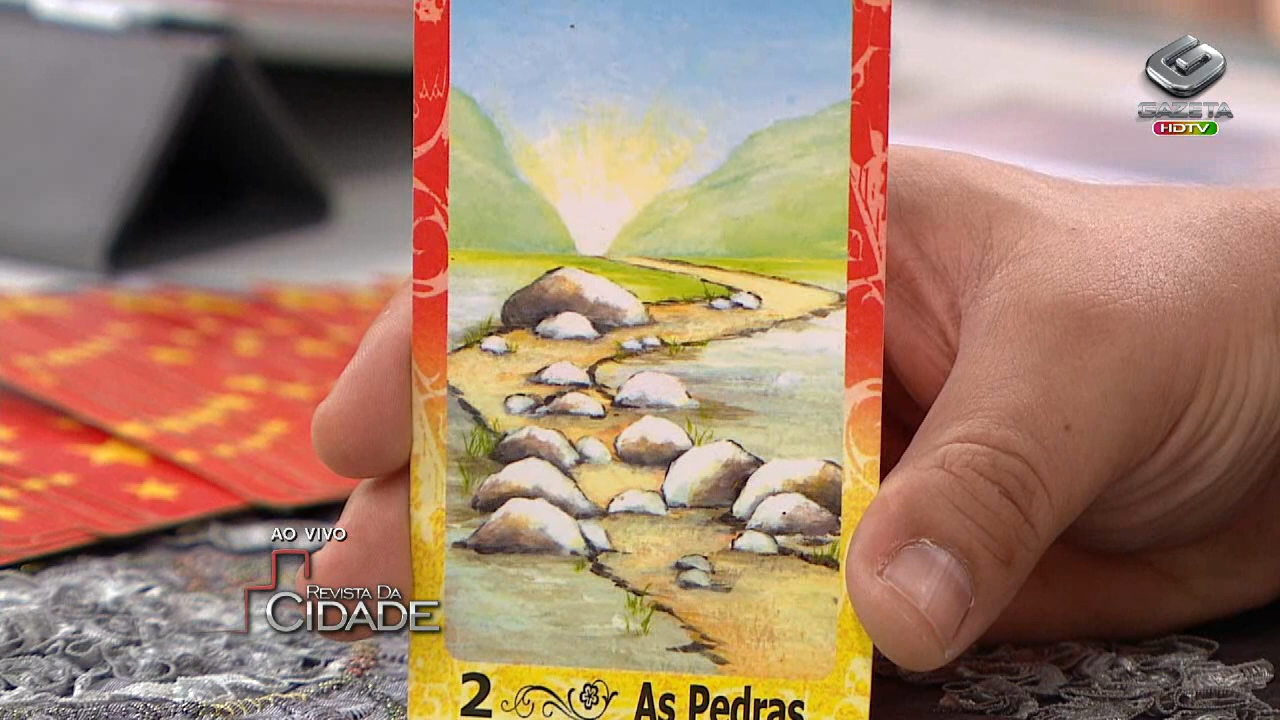 GAZETA
HDTV
AO VIVO
REVISTA DA
CIDADE
2 As Pedras